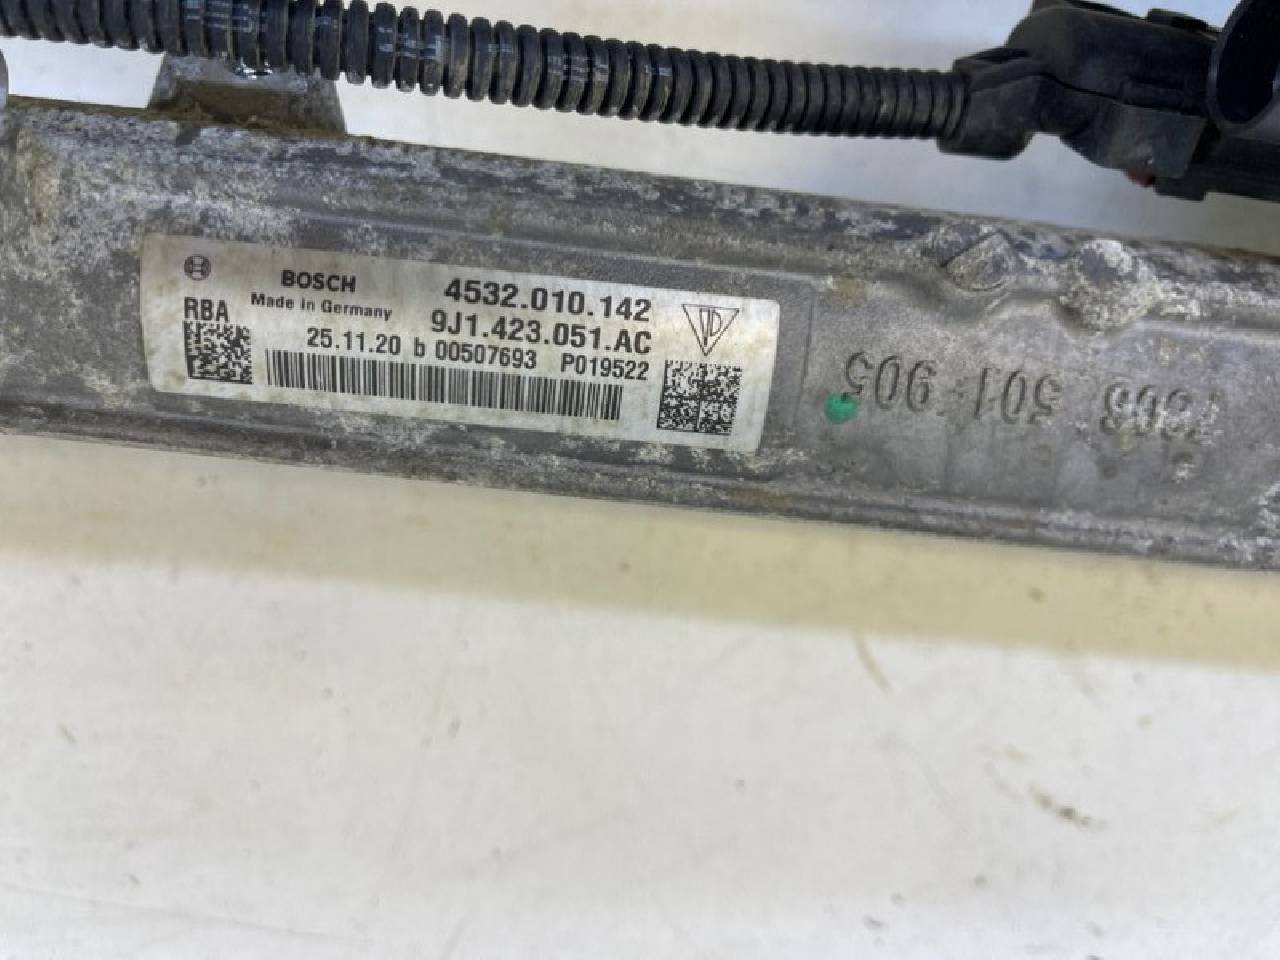 BOSCH
Made in Germany
4532.010.142
9J1.423.051.AC
RBA
25.11.20 b 00507693 P019522
501 905